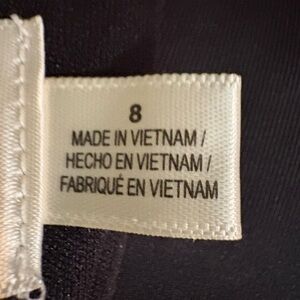 8
MADE IN VIETNAM /
HECHO EN VIETNAM /
FABRIQUÉ EN VIETNAM